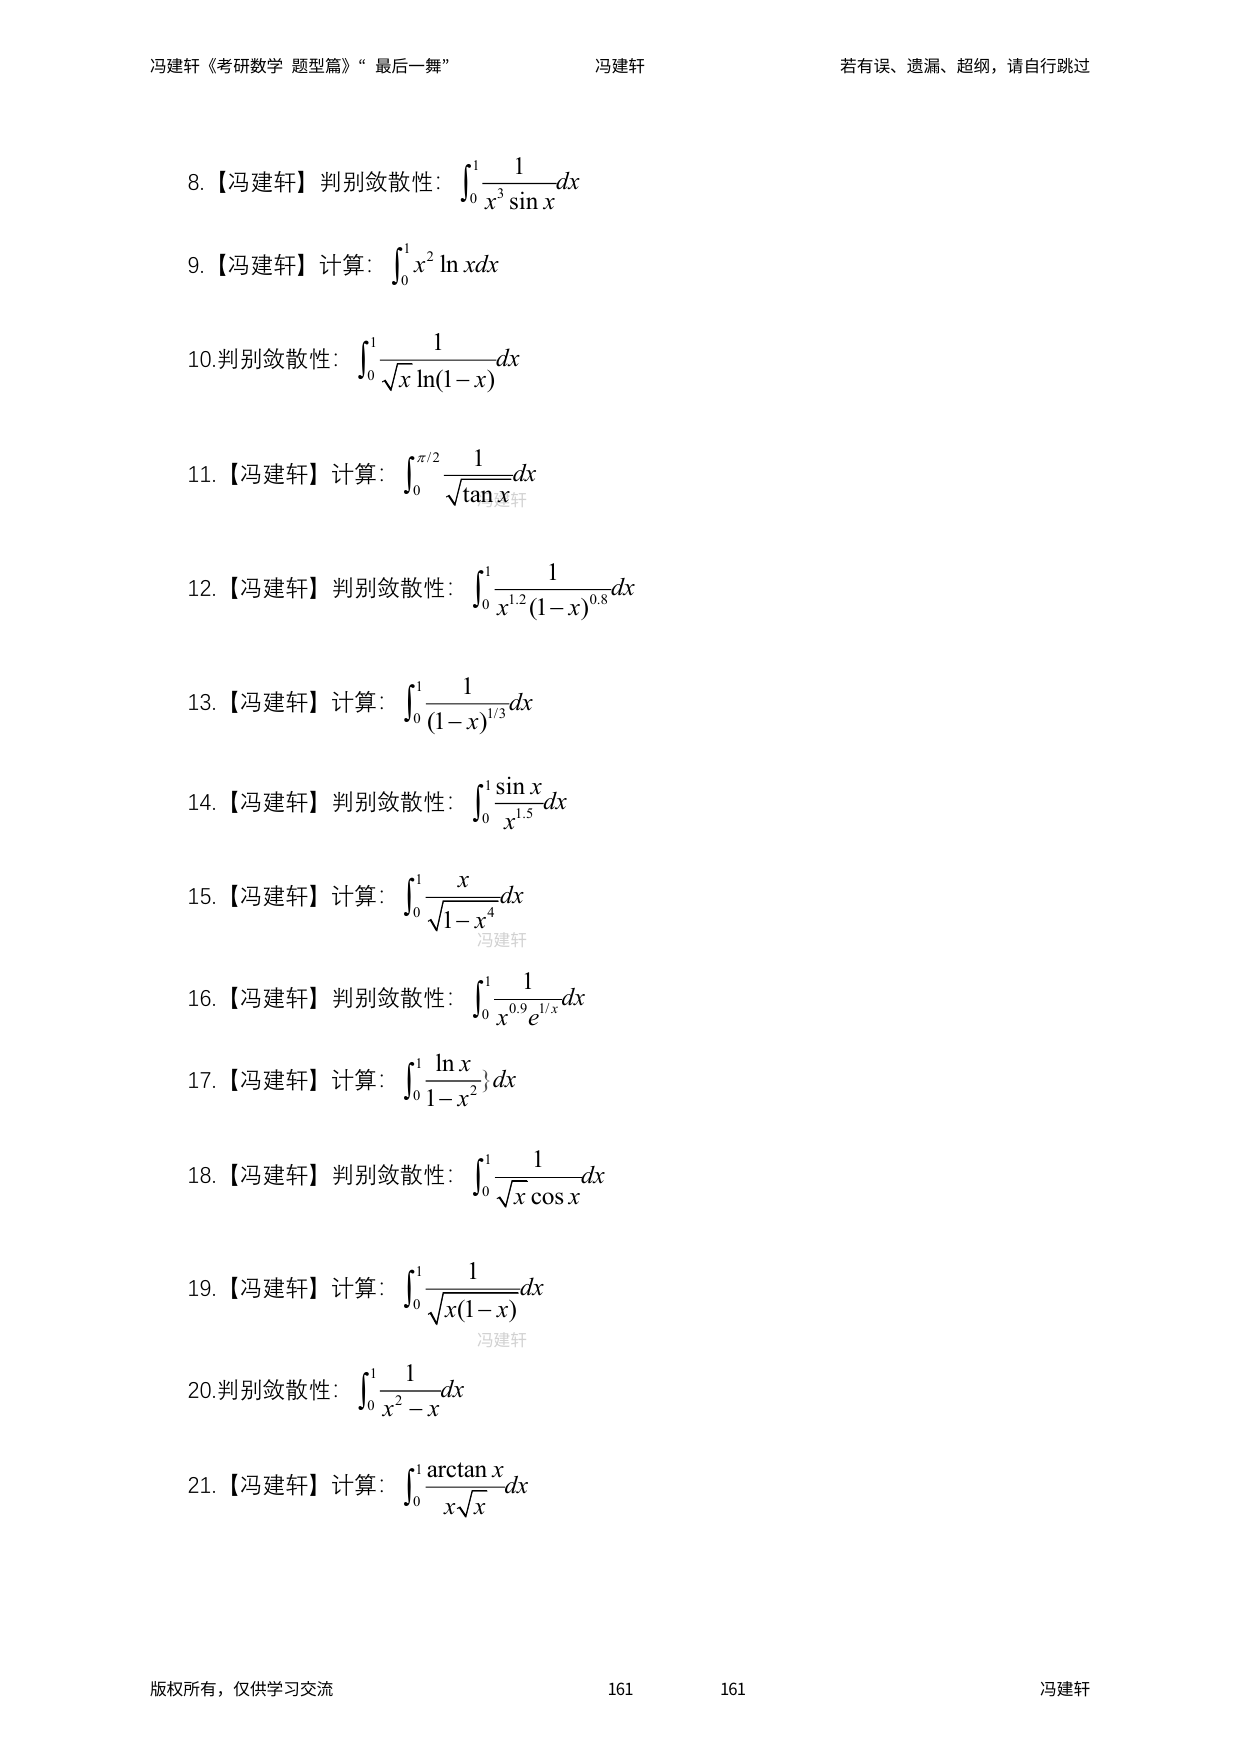 冯建轩《考研数学 题型篇》“ 最后一舞” 冯建轩 若有误、遗漏、超纲，请自行跳过
8.【冯建轩】判别敛散性： ∫₀¹ 1/(x³ sin x) dx
9.【冯建轩】计算： ∫₀¹ x² ln x dx
10.判别敛散性： ∫₀¹ 1/(√x ln(1−x)) dx
11.【冯建轩】计算： ∫₀^(π/2) 1/√(tan x) dx
冯建轩
12.【冯建轩】判别敛散性： ∫₀¹ 1/(x^1.2 (1−x)^0.8) dx
13.【冯建轩】计算： ∫₀¹ 1/(1−x)^(1/3) dx
14.【冯建轩】判别敛散性： ∫₀¹ sin x/x^1.5 dx
15.【冯建轩】计算： ∫₀¹ x/√(1−x⁴) dx
冯建轩
16.【冯建轩】判别敛散性： ∫₀¹ 1/(x^0.9 e^(1/x)) dx
17.【冯建轩】计算： ∫₀¹ ln x/(1−x²) } dx
18.【冯建轩】判别敛散性： ∫₀¹ 1/(√x cos x) dx
19.【冯建轩】计算： ∫₀¹ 1/√(x(1−x)) dx
冯建轩
20.判别敛散性： ∫₀¹ 1/(x²−x) dx
21.【冯建轩】计算： ∫₀¹ arctan x/(x√x) dx
版权所有，仅供学习交流 161 161 冯建轩